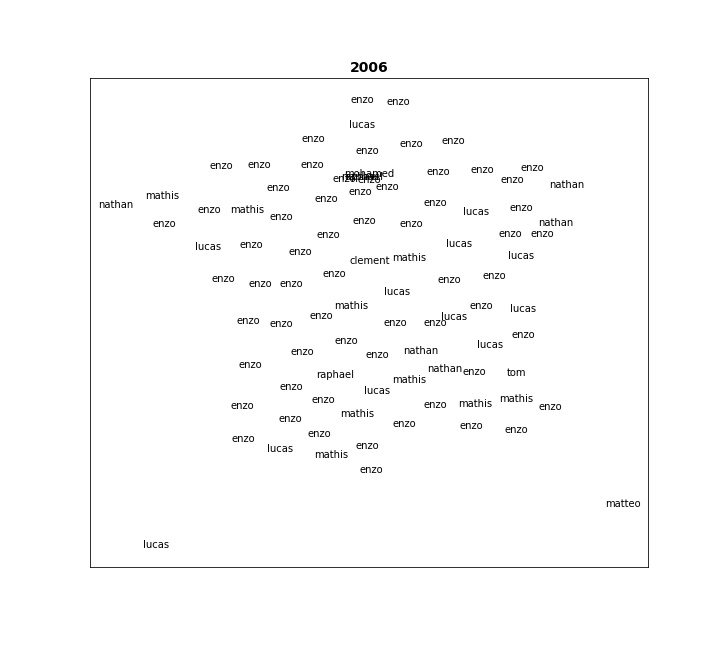 2006
enzo enzo
lucas
enzo enzo enzo
enzo
enzo enzo enzo enzo enzo enzo
mohamed
enzo enzo enzo nathan
enzo enzo enzo
mathis enzo
nathan enzo
enzo mathis lucas enzo
enzo enzo enzo enzo enzo nathan
enzo enzo enzo
lucas enzo lucas
enzo clement mathis lucas
enzo enzo enzo enzo enzo enzo
lucas
mathis enzo lucas
enzo enzo enzo enzo enzo lucas
enzo
enzo enzo enzo nathan lucas
enzo raphael nathan enzo tom
enzo lucas mathis
enzo enzo enzo mathis mathis enzo
enzo mathis enzo enzo enzo
enzo lucas enzo enzo
mathis
enzo
matteo
lucas